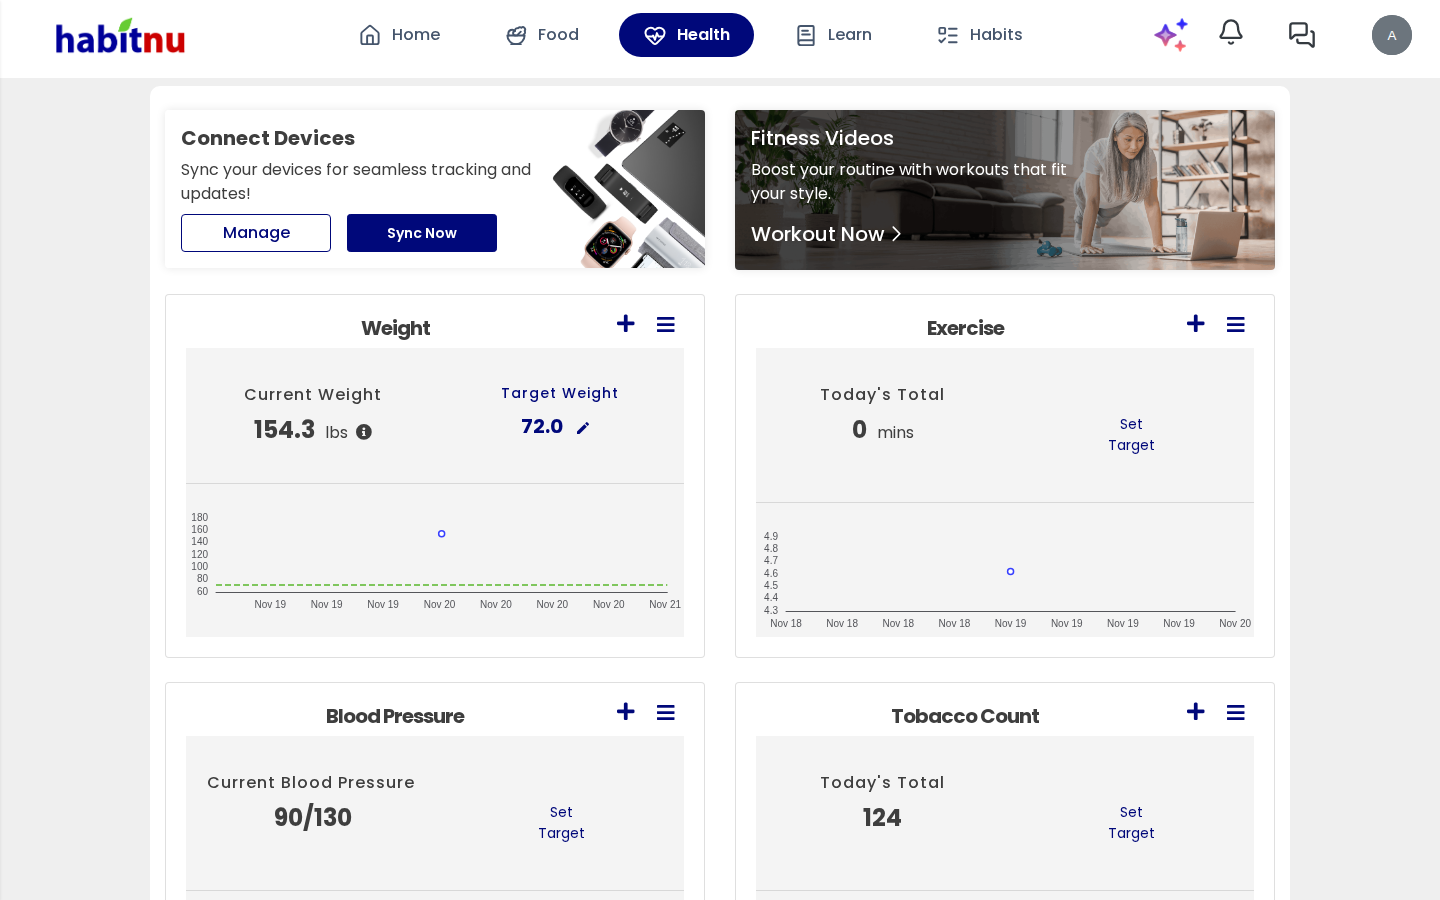 habitnu
Home
Food
Health
Learn
Habits
A
Connect Devices
Sync your devices for seamless tracking and
updates!
Manage
Sync Now
Fitness Videos
Boost your routine with workouts that fit
your style.
Workout Now
Weight
Current Weight
154.3 lbs
Target Weight
72.0
180
160
140
120
100
80
60
Nov 19 Nov 19 Nov 19 Nov 20 Nov 20 Nov 20 Nov 20 Nov 21
Exercise
Today's Total
0 mins
Set
Target
4.9
4.8
4.7
4.6
4.5
4.4
4.3
Nov 18 Nov 18 Nov 18 Nov 18 Nov 19 Nov 19 Nov 19 Nov 19 Nov 20
Blood Pressure
Current Blood Pressure
90/130
Set
Target
Tobacco Count
Today's Total
124
Set
Target